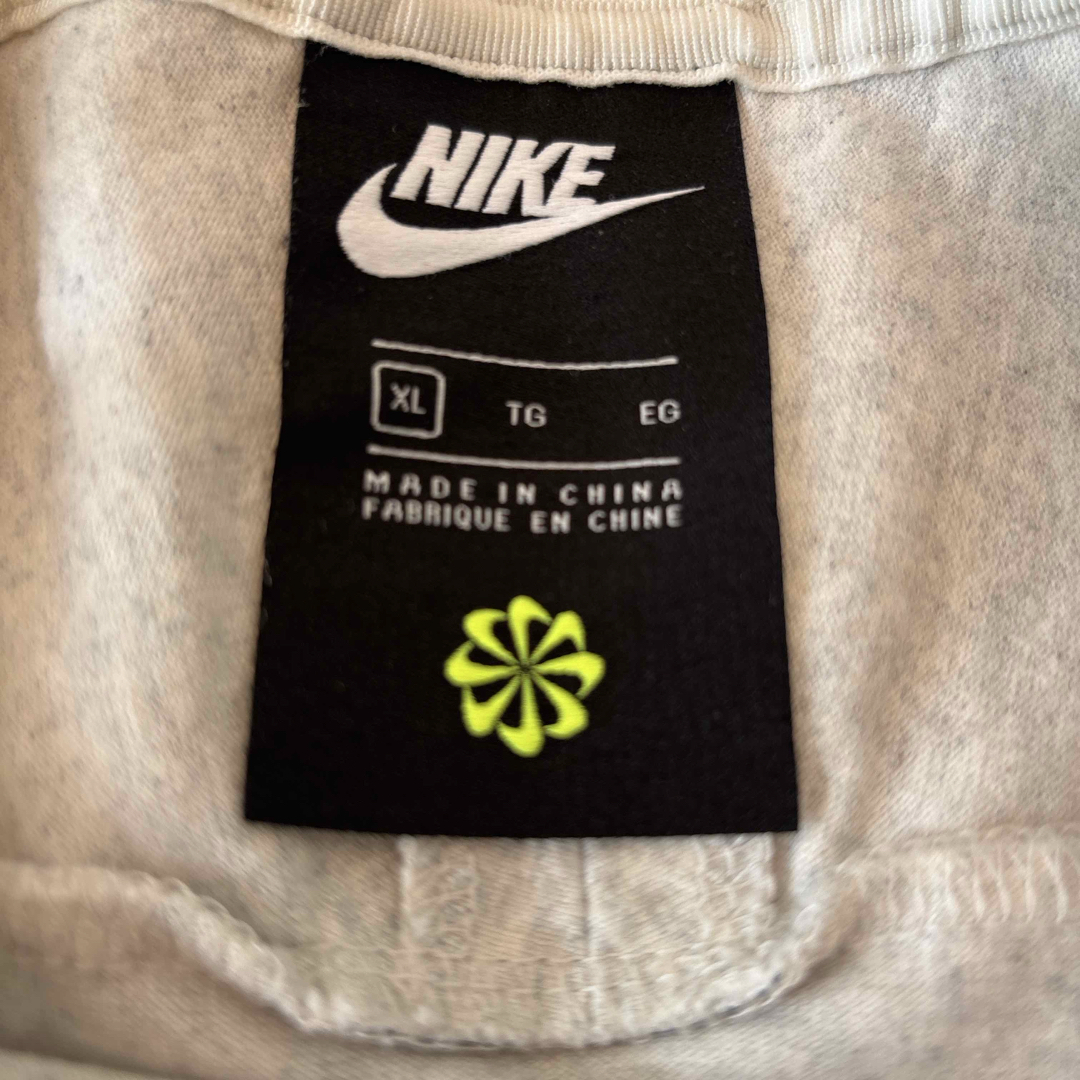 NIKE
XL TG EG
MADE IN CHINA
FABRIQUE EN CHINE